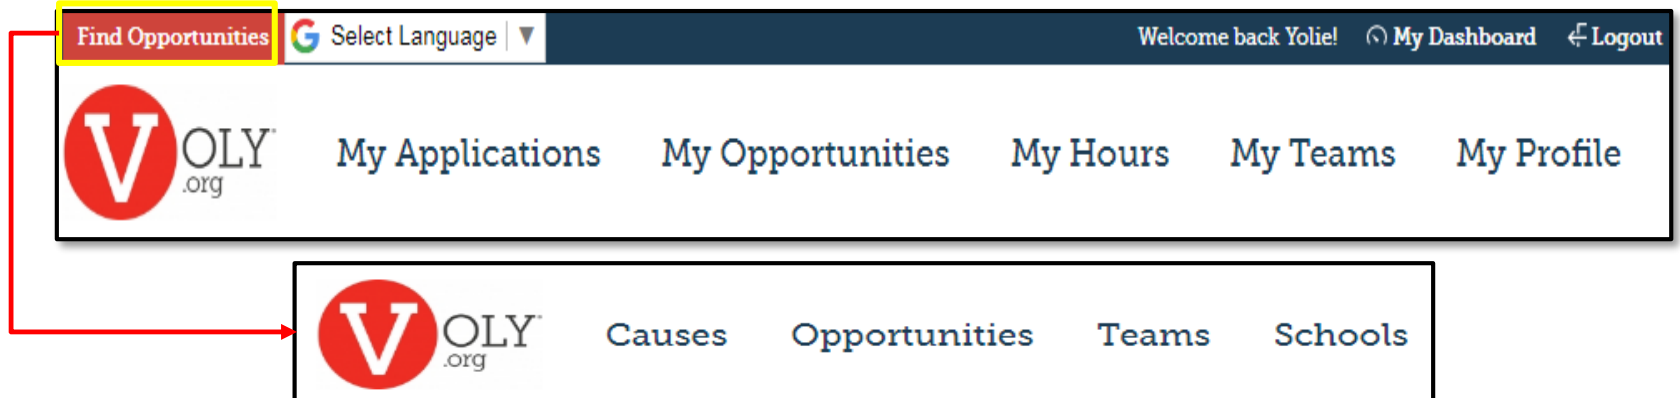 Find Opportunities G Select Language ▼ Welcome back Yolie! My Dashboard Logout
VOLY .org My Applications My Opportunities My Hours My Teams My Profile
VOLY .org Causes Opportunities Teams Schools